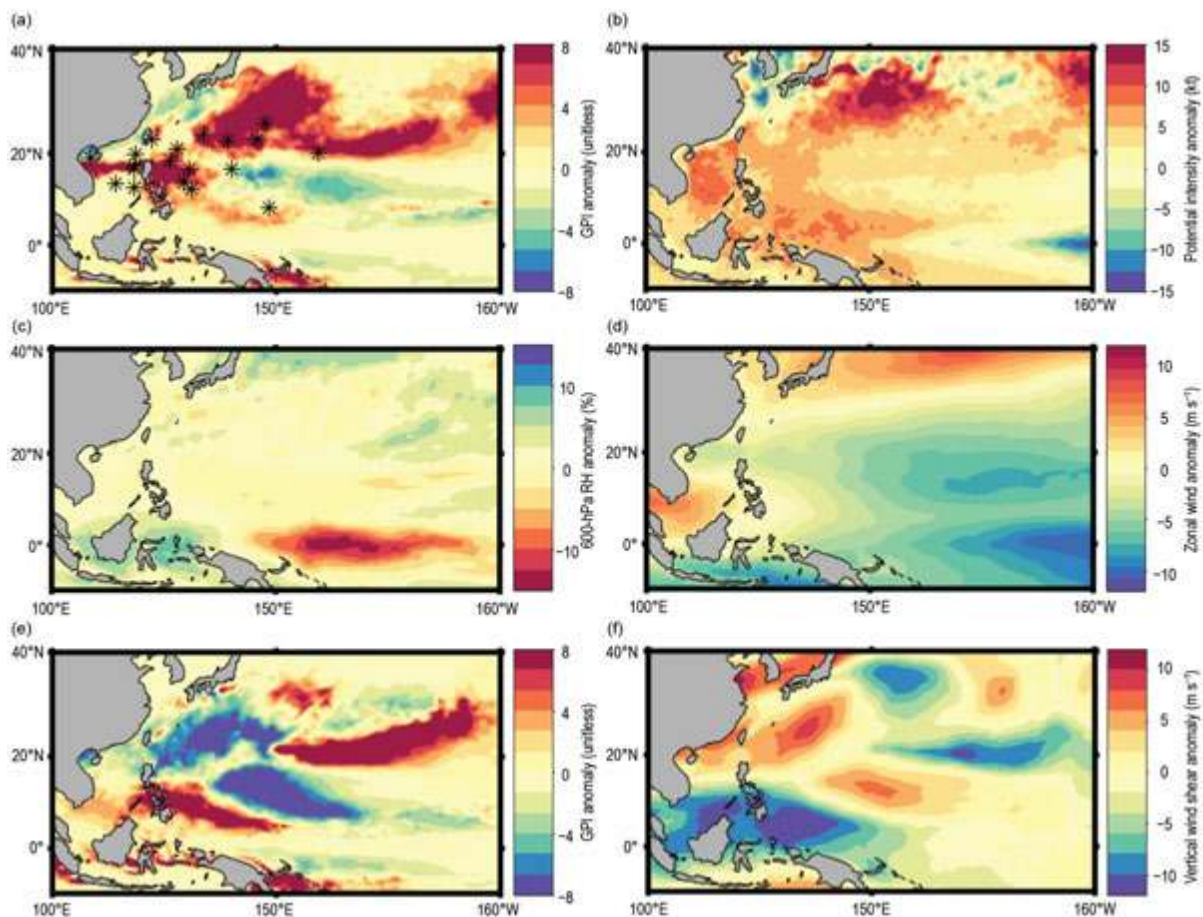 (a)
(b)
40°N
20°N
0°
100°E
150°E
160°W
8
4
0
−4
−8
GPI anomaly (unitless)
40°N
20°N
0°
100°E
150°E
160°W
15
10
5
0
−5
−10
−15
Potential intensity anomaly (kt)
(c)
(d)
40°N
20°N
0°
100°E
150°E
160°W
10
0
−10
600-hPa RH anomaly (%)
40°N
20°N
0°
100°E
150°E
160°W
10
5
0
−5
−10
Zonal wind anomaly (m s⁻¹)
(e)
(f)
40°N
20°N
0°
100°E
150°E
160°W
8
4
0
−4
−8
GPI anomaly (unitless)
40°N
20°N
0°
100°E
150°E
160°W
10
5
0
−5
−10
Vertical wind shear anomaly (m s⁻¹)